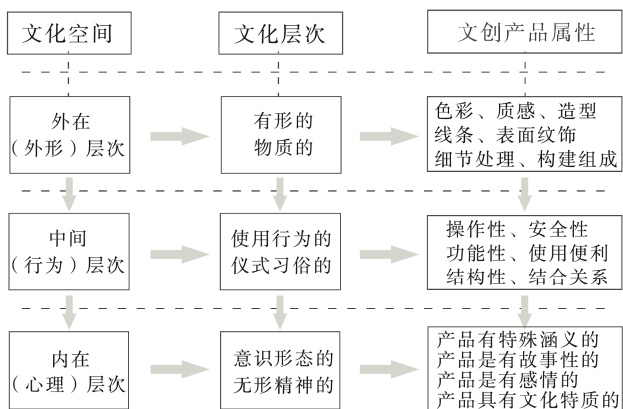 文化空间
文化层次
文创产品属性
外在
（外形）层次
有形的
物质的
色彩、质感、造型
线条、表面纹饰
细节处理、构建组成
中间
（行为）层次
使用行为的
仪式习俗的
操作性、安全性
功能性、使用便利
结构性、结合关系
内在
（心理）层次
意识形态的
无形精神的
产品有特殊涵义的
产品是有故事性的
产品是有感情的
产品具有文化特质的